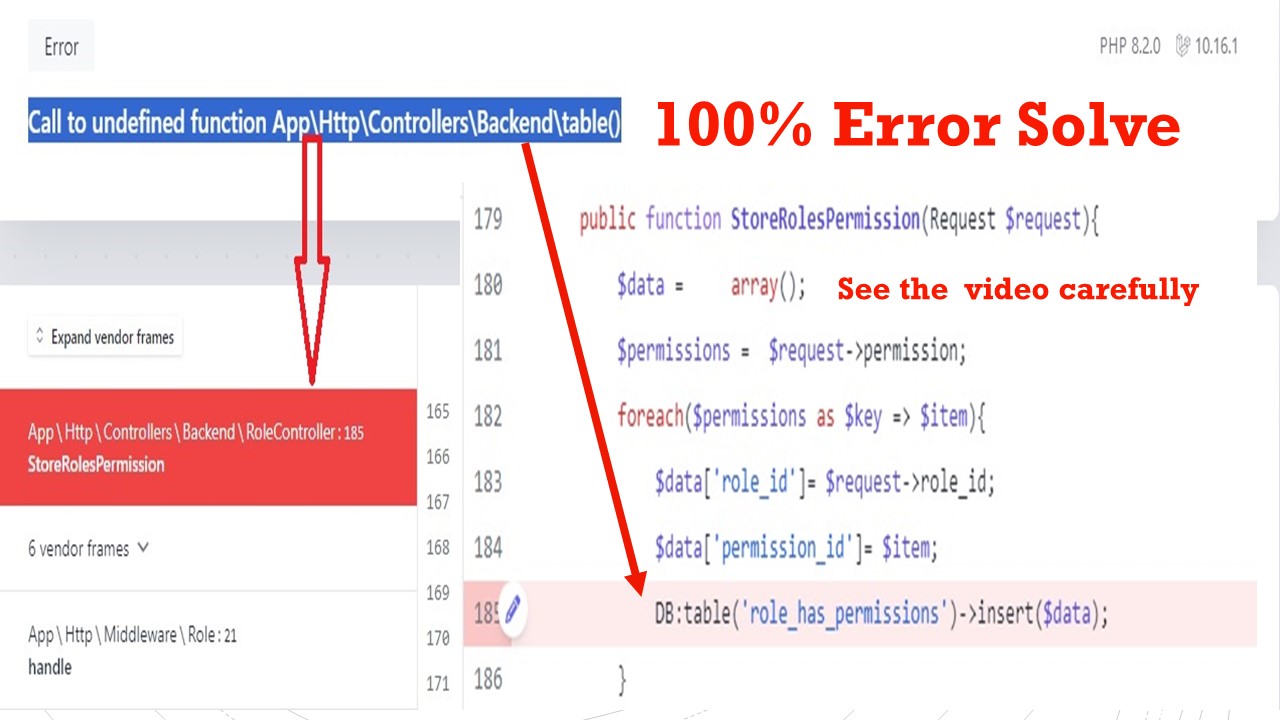 Error
PHP 8.2.0 10.16.1
Call to undefined function App\Http\Controllers\Backend\table()
100% Error Solve
179 public function StoreRolesPermission(Request $request){
180 $data = array();
See the video carefully
181 $permissions = $request->permission;
182 foreach($permissions as $key => $item){
183 $data['role_id']= $request->role_id;
184 $data['permission_id']= $item;
185 DB:table('role_has_permissions')->insert($data);
186 }
Expand vendor frames
App\Http\Controllers\Backend\RoleController:185
StoreRolesPermission
6 vendor frames
App\Http\Middleware\Role:21
handle
165
166
167
168
169
170
171